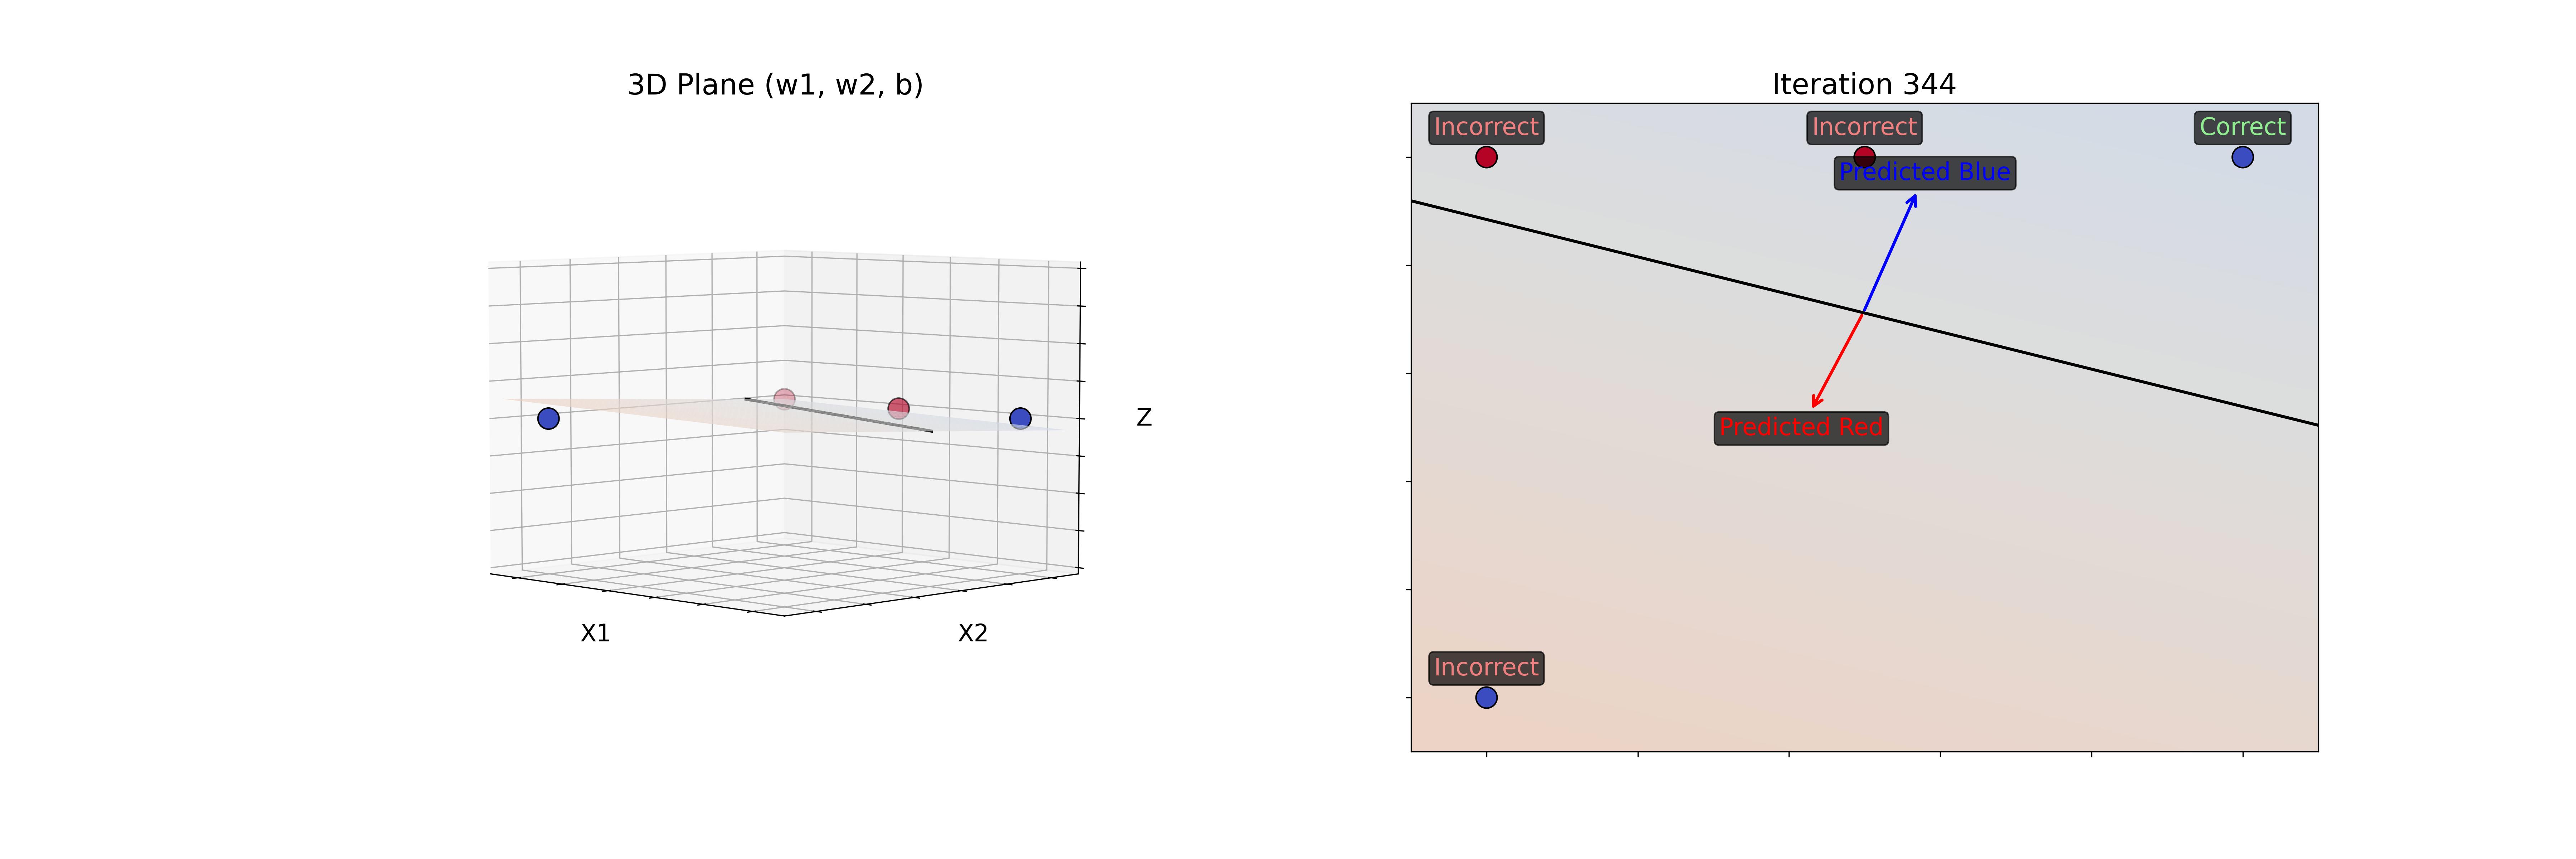 3D Plane (w1, w2, b)
Z
X1
X2
Iteration 344
Incorrect
Incorrect
Correct
Predicted Blue
Predicted Red
Incorrect